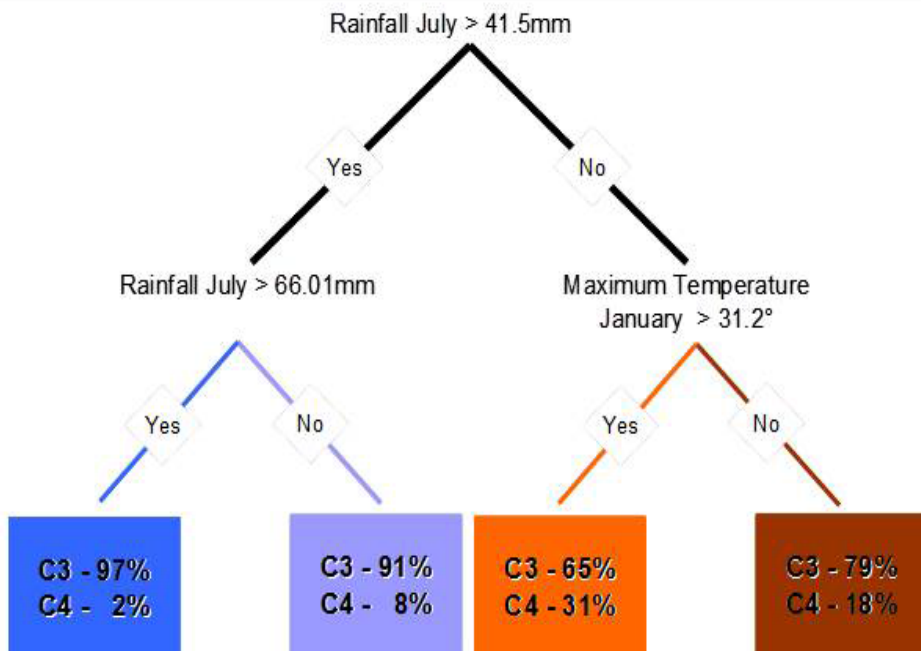 Rainfall July > 41.5mm
Yes
No
Rainfall July > 66.01mm
Maximum Temperature
January > 31.2°
Yes
No
Yes
No
C3 - 97%
C4 - 2%
C3 - 91%
C4 - 8%
C3 - 65%
C4 - 31%
C3 - 79%
C4 - 18%